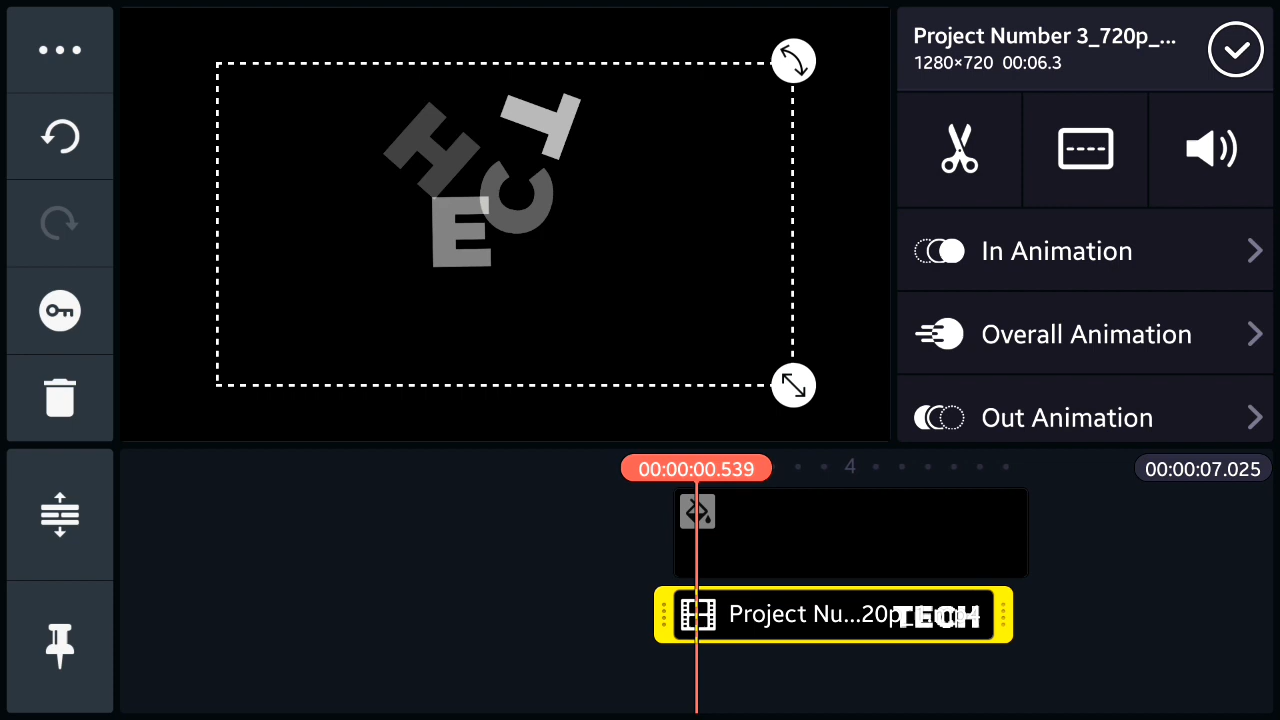 Project Number 3_720p_...
1280×720 00:06.3
H
T
C
E
In Animation
Overall Animation
Out Animation
00:00:00.539
4
00:00:07.025
Project Nu...20p_
TECH